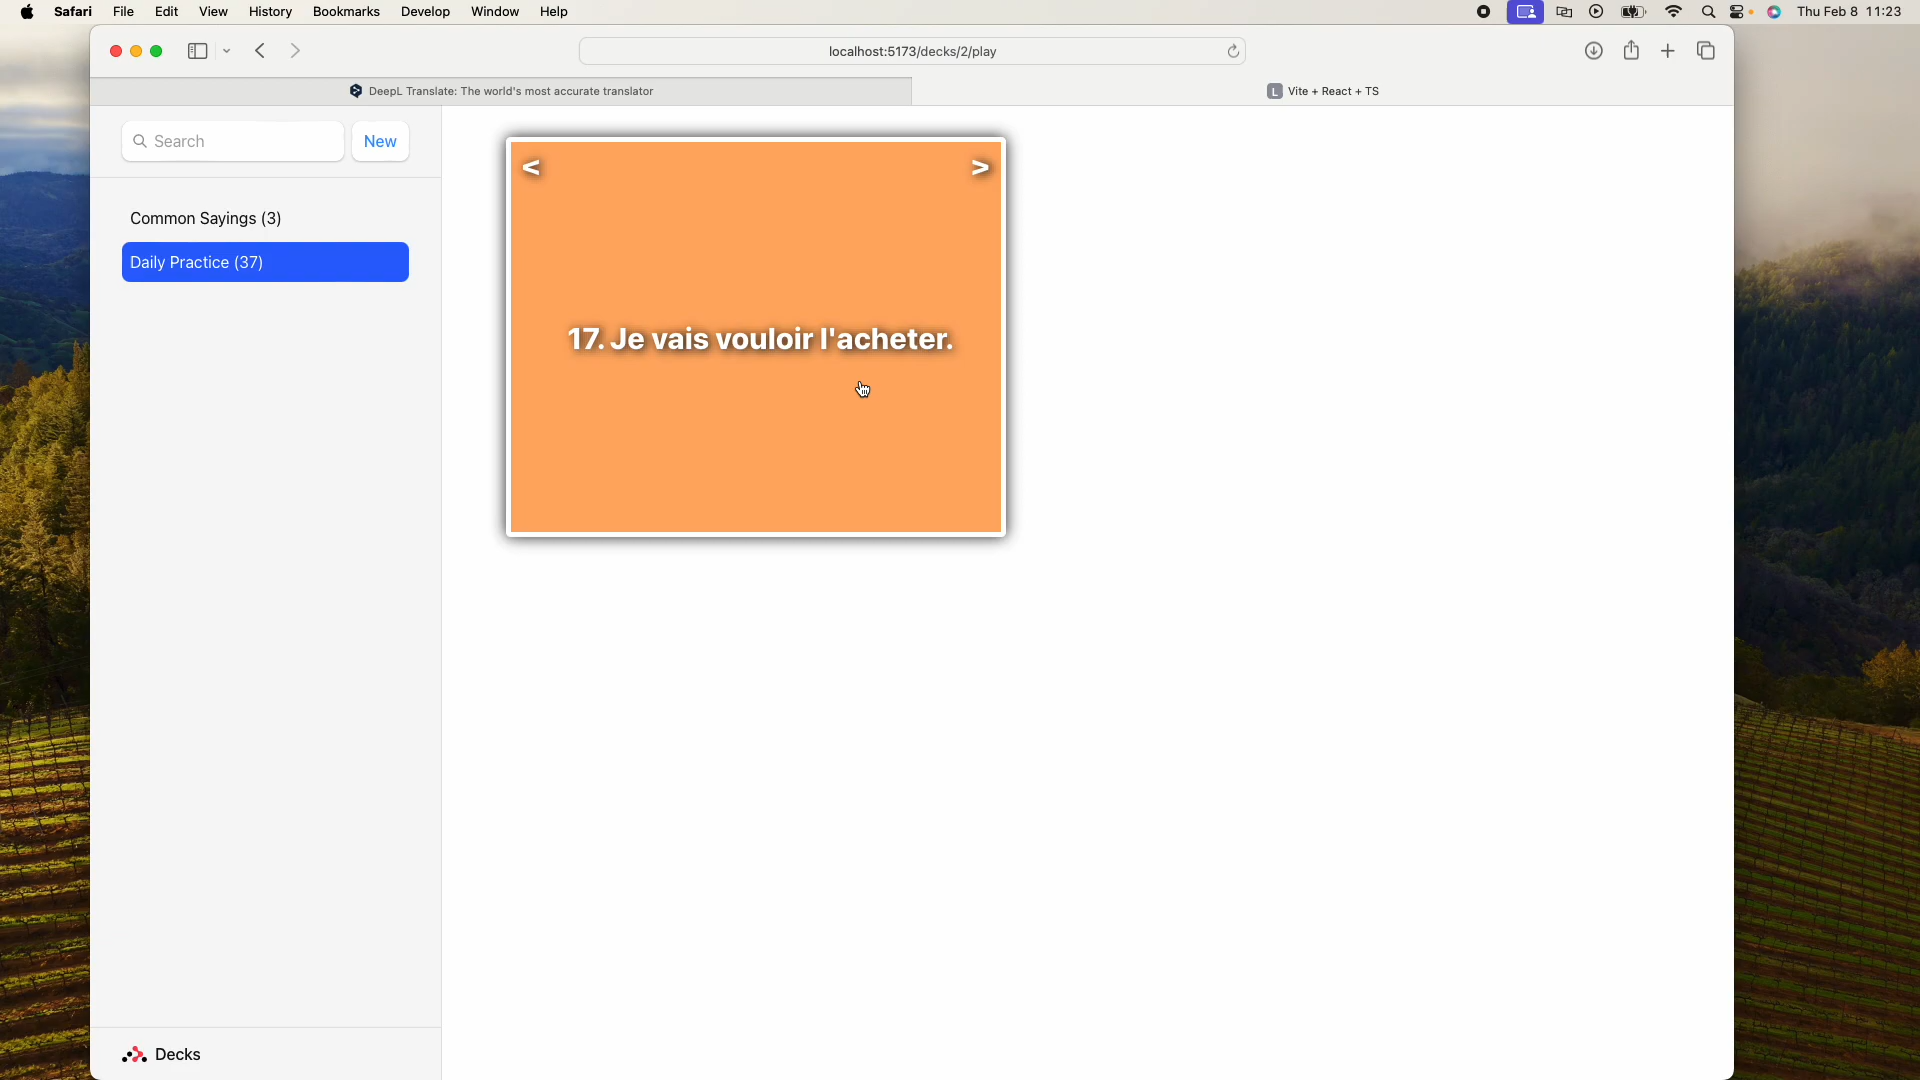 Safari File Edit View History Bookmarks Develop Window Help
Thu Feb 8 11:23
localhost:5173/decks/2/play
DeepL Translate: The world's most accurate translator
L Vite + React + TS
Search
New
< >
Common Sayings (3)
Daily Practice (37)
17. Je vais vouloir l'acheter.
Decks